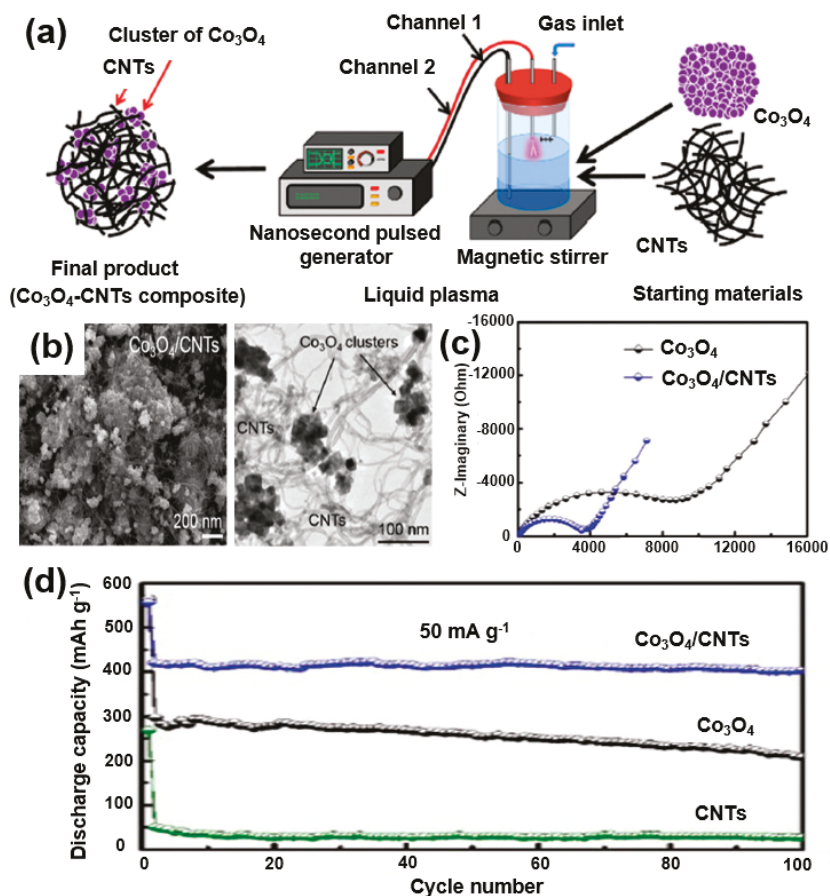 (a)
Cluster of Co₃O₄
CNTs
Channel 1
Channel 2
Gas inlet
Co₃O₄
CNTs
Nanosecond pulsed
generator
Magnetic stirrer
Final product
(Co₃O₄-CNTs composite)
Liquid plasma
Starting materials
(b)
Co₃O₄/CNTs
200 nm
Co₃O₄ clusters
CNTs
CNTs
100 nm
(c)
Z-Imaginary (Ohm)
-16000
-12000
-8000
-4000
0
Co₃O₄
Co₃O₄/CNTs
0 4000 8000 12000 16000
(d)
Discharge capacity (mAh g⁻¹)
600
500
400
300
200
100
0
50 mA g⁻¹
Co₃O₄/CNTs
Co₃O₄
CNTs
0 20 40 60 80 100
Cycle number